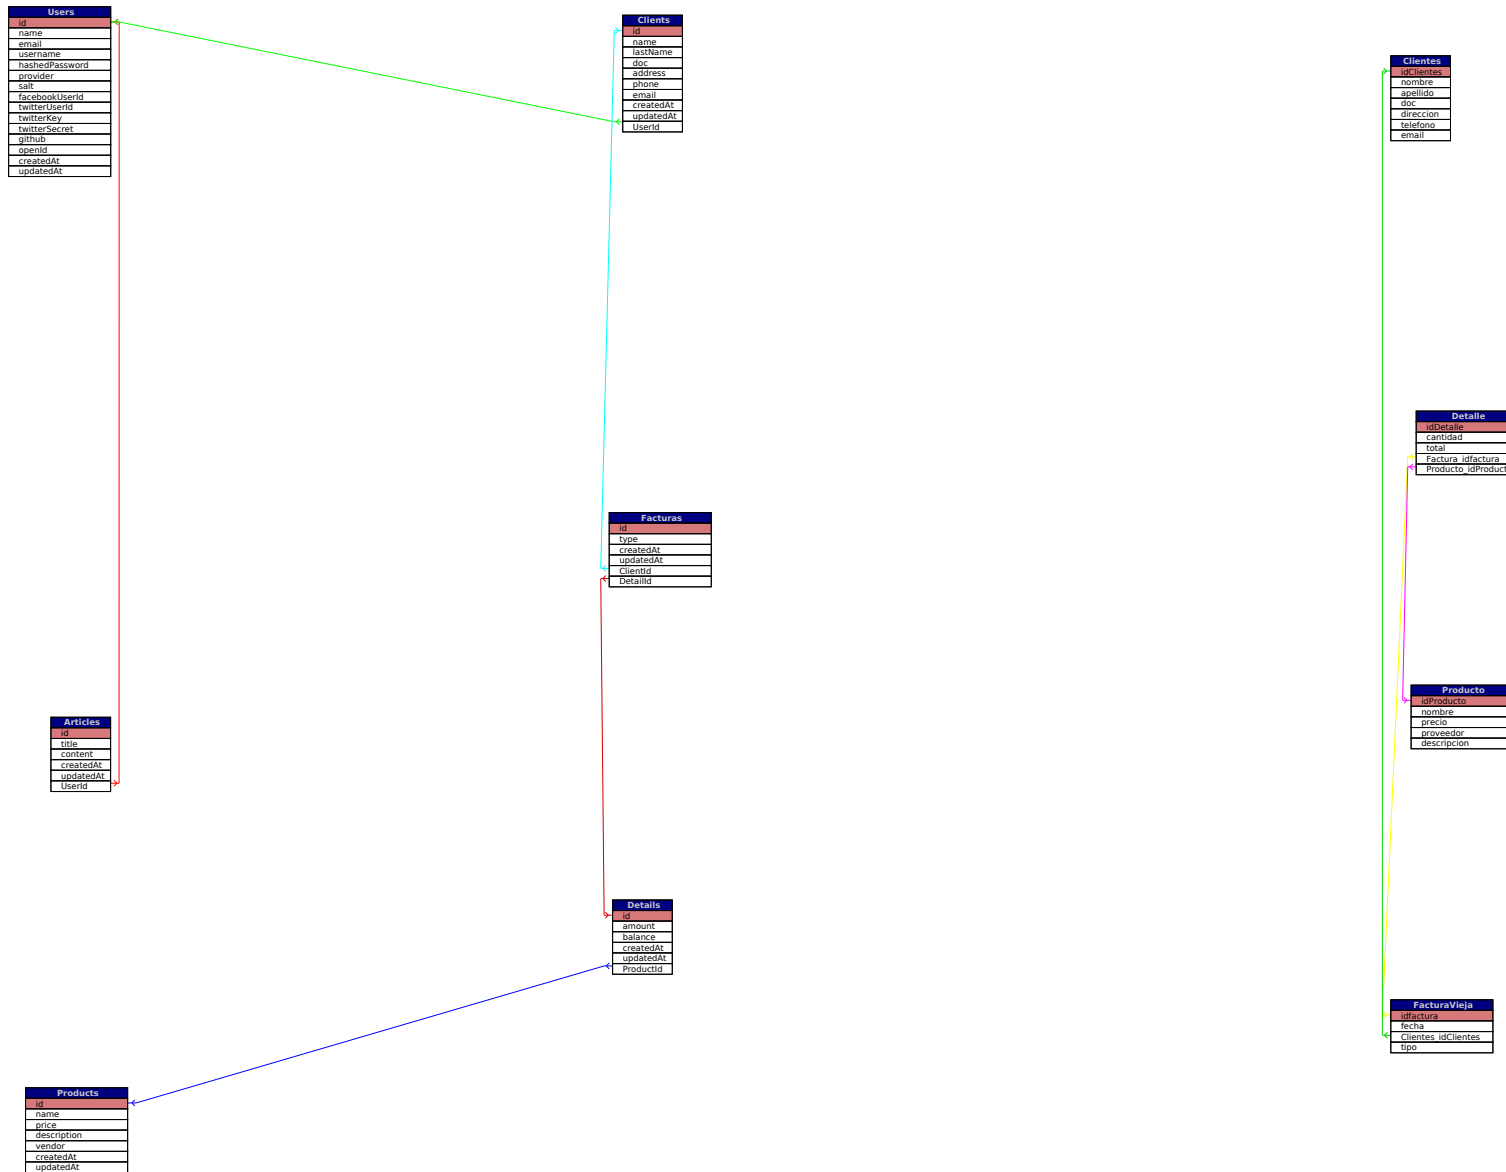 Users
id
name
email
username
hashedPassword
provider
salt
facebookUserId
twitterUserId
twitterKey
twitterSecret
github
openId
createdAt
updatedAt
Clients
id
name
lastName
doc
address
phone
email
createdAt
updatedAt
UserId
Clientes
idClientes
nombre
apellido
doc
direccion
telefono
email
Detalle
idDetalle
cantidad
total
Factura_idfactura
Producto_idProduct
Facturas
id
type
createdAt
updatedAt
ClientId
DetailId
Producto
idProducto
nombre
precio
proveedor
descripcion
Articles
id
title
content
createdAt
updatedAt
UserId
Details
id
amount
balance
createdAt
updatedAt
ProductId
FacturaVieja
idfactura
fecha
Clientes_idClientes
tipo
Products
id
name
price
description
vendor
createdAt
updatedAt